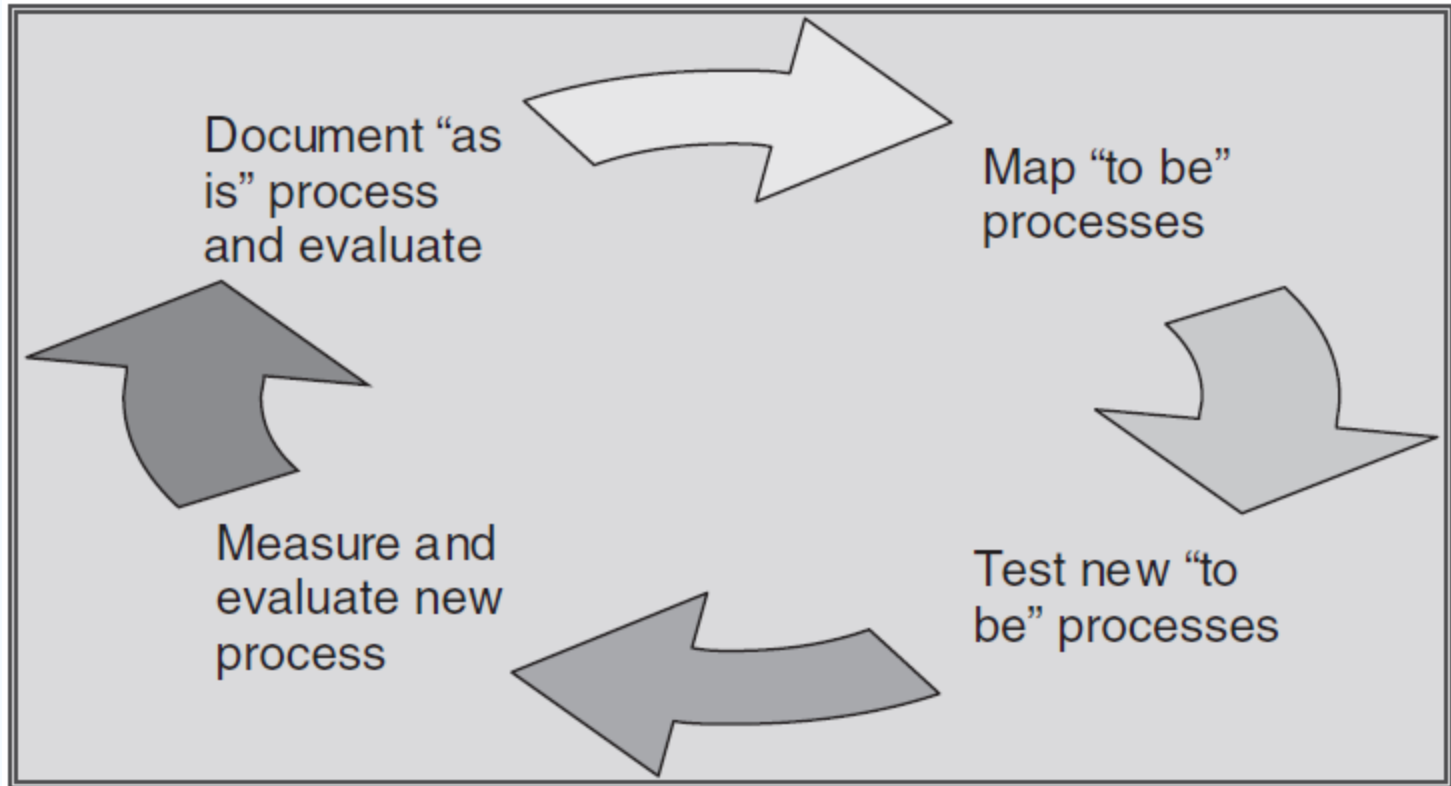 Document “as
is” process
and evaluate
Map “to be”
processes
Test new “to
be” processes
Measure and
evaluate new
process